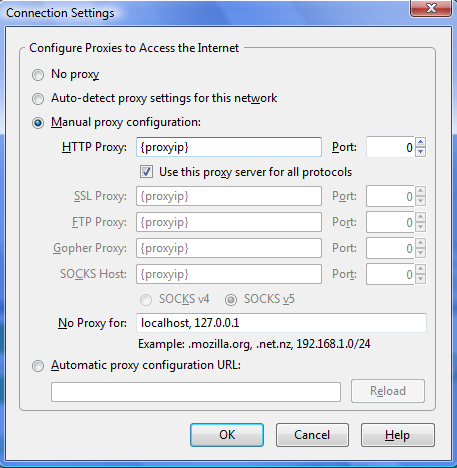 Connection Settings
Configure Proxies to Access the Internet
No proxy
Auto-detect proxy settings for this network
Manual proxy configuration:
HTTP Proxy: {proxyip} Port: 0
Use this proxy server for all protocols
SSL Proxy: {proxyip} Port: 0
FTP Proxy: {proxyip} Port: 0
Gopher Proxy: {proxyip} Port: 0
SOCKS Host: {proxyip} Port: 0
SOCKS v4 SOCKS v5
No Proxy for: localhost, 127.0.0.1
Example: .mozilla.org, .net.nz, 192.168.1.0/24
Automatic proxy configuration URL:
Reload
OK Cancel Help